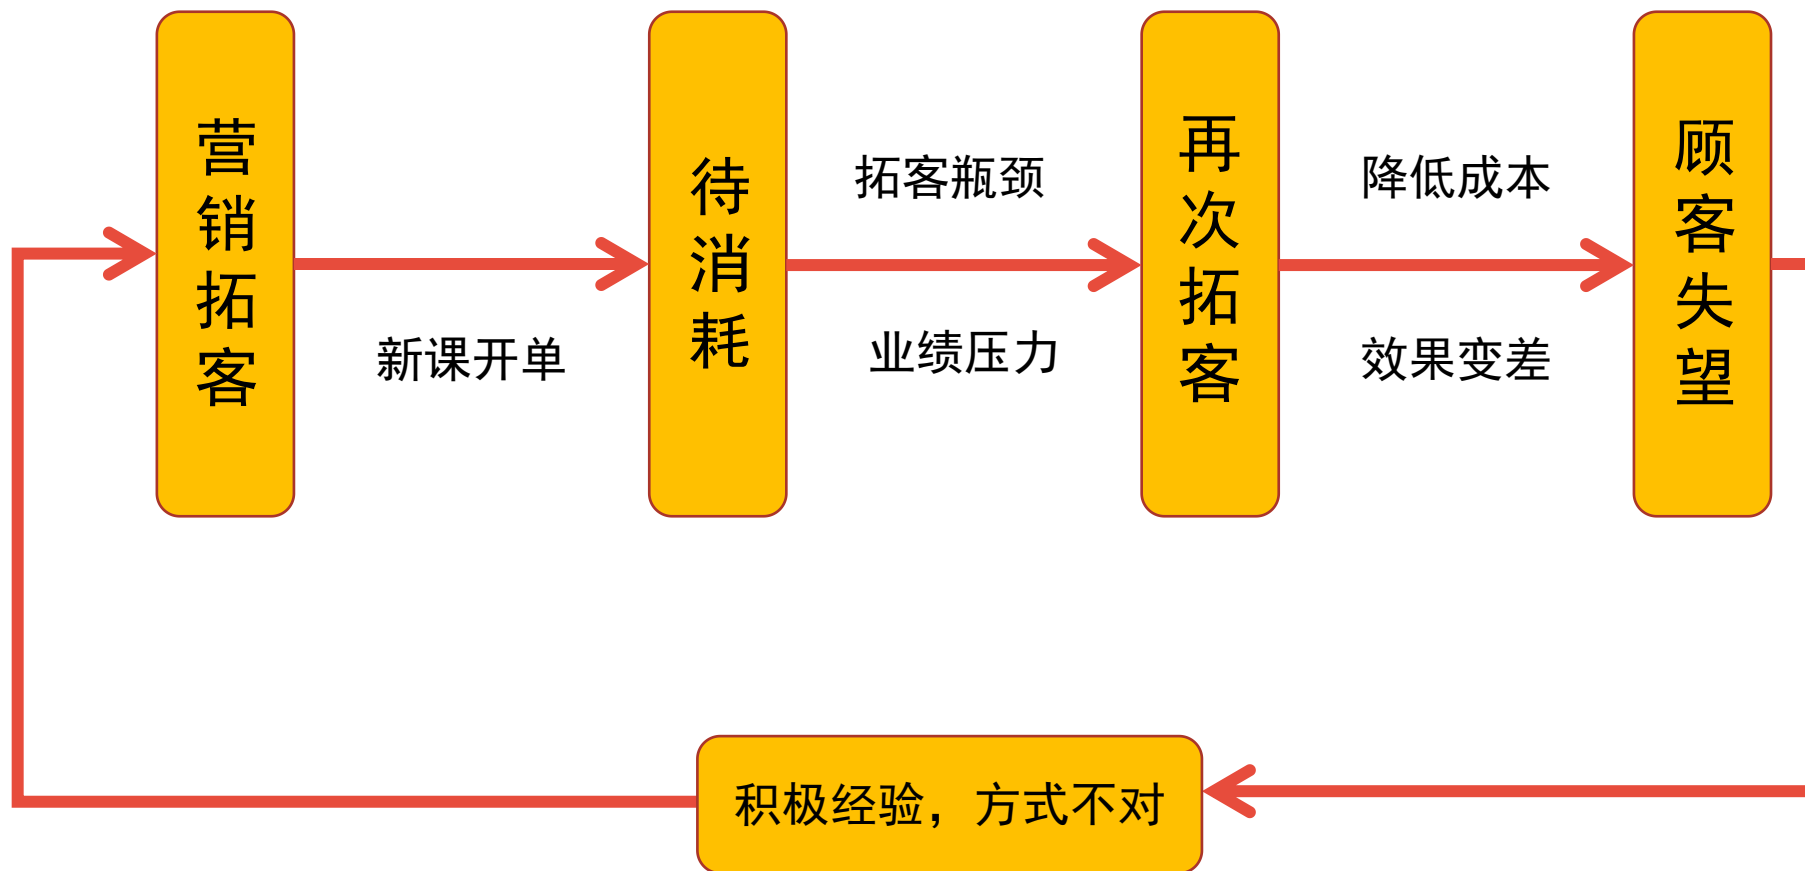 营销拓客
新课开单
待消耗
拓客瓶颈
业绩压力
再次拓客
降低成本
效果变差
顾客失望
积极经验，方式不对